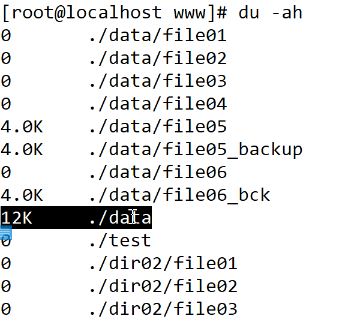 [root@localhost www]# du -ah
0 ./data/file01
0 ./data/file02
0 ./data/file03
0 ./data/file04
4.0K ./data/file05
4.0K ./data/file05_backup
0 ./data/file06
4.0K ./data/file06_bck
12K ./data
0 ./test
0 ./dir02/file01
0 ./dir02/file02
0 ./dir02/file03